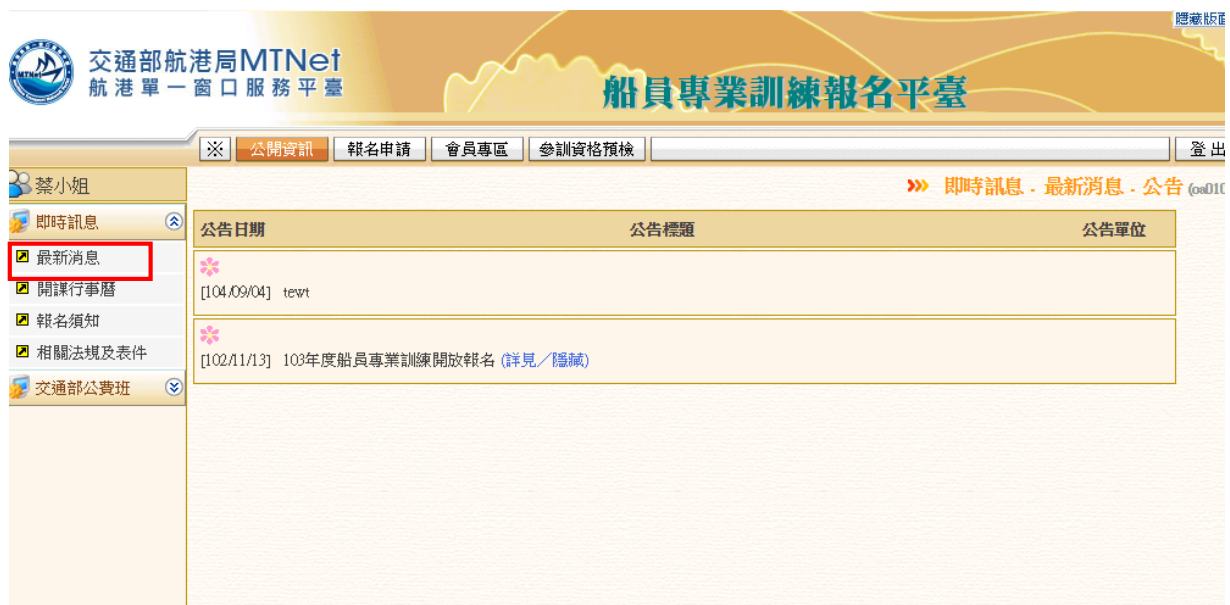 隱藏版面
交通部航港局MTNet
航港單一窗口服務平臺
船員專業訓練報名平臺
※ 公開資訊 報名申請 會員專區 參訓資格預檢 登出
蔡小姐
即時訊息 - 最新消息 - 公告 (oa010
即時訊息
公告日期 公告標題 公告單位
最新消息
開課行事曆
[104/09/04] tewt
報名須知
相關法規及表件
[102/11/13] 103年度船員專業訓練開放報名 (詳見／隱藏)
交通部公費班